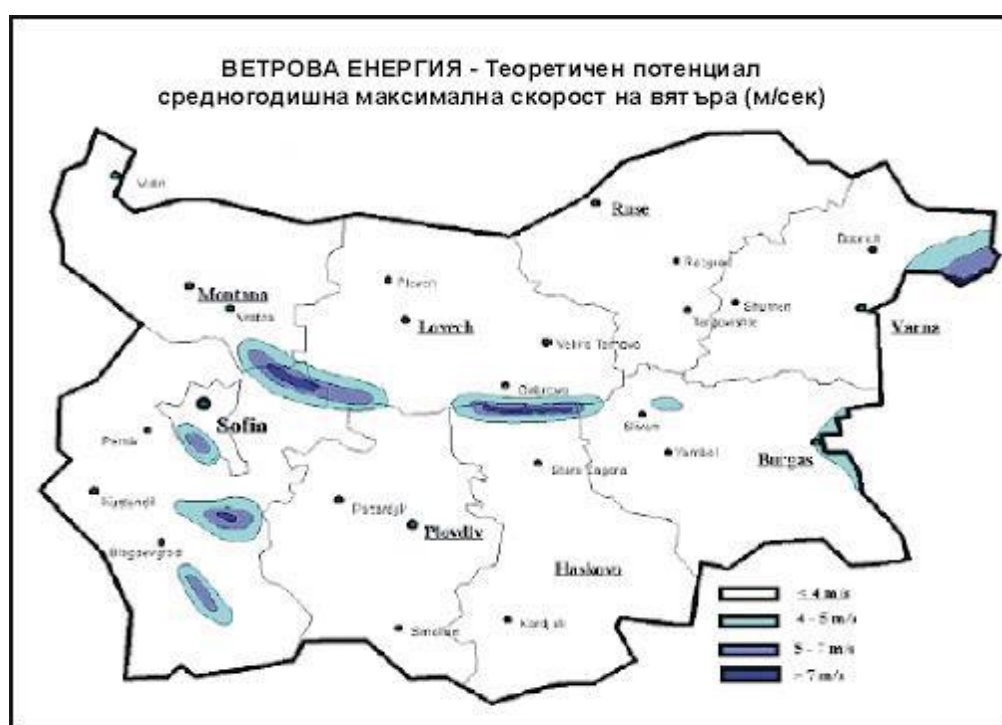 ВЕТРОВА ЕНЕРГИЯ - Теоретичен потенциал
средногодишна максимална скорост на вятъра (м/сек)
Vidin
Ruse
Razgrad
Montana
Vratsa
Pleven
Lovech
Shumen
Targovishte
Varna
Veliko Tarnovo
Gabrovo
Sofia
Pernik
Sliven
Yambol
Burgas
Stara Zagora
Kustendil
Pazardjik
Plovdiv
Blagoevgrad
Haskovo
Smolian
Kardjali
≤ 4 m/s
4 - 5 m/s
5 - 7 m/s
> 7 m/s